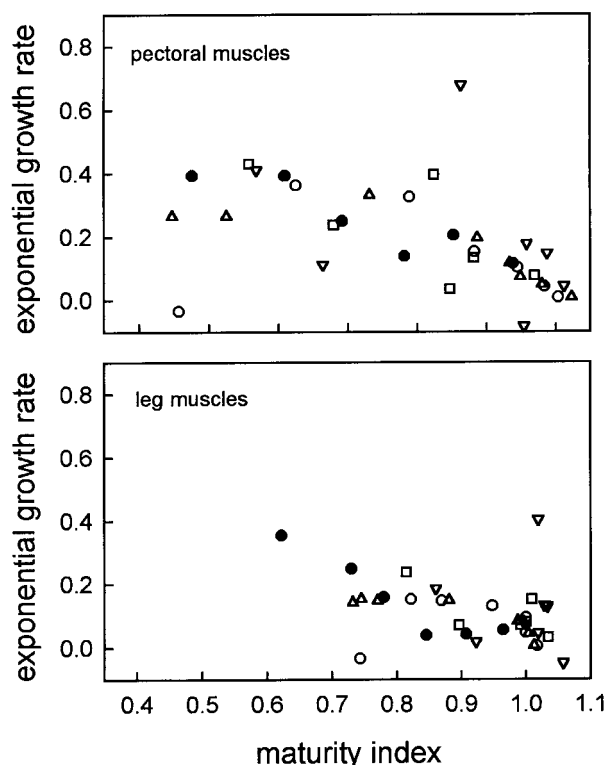 exponential growth rate
0.8
0.6
0.4
0.2
0.0
pectoral muscles
exponential growth rate
0.8
0.6
0.4
0.2
0.0
leg muscles
0.4 0.5 0.6 0.7 0.8 0.9 1.0 1.1
maturity index